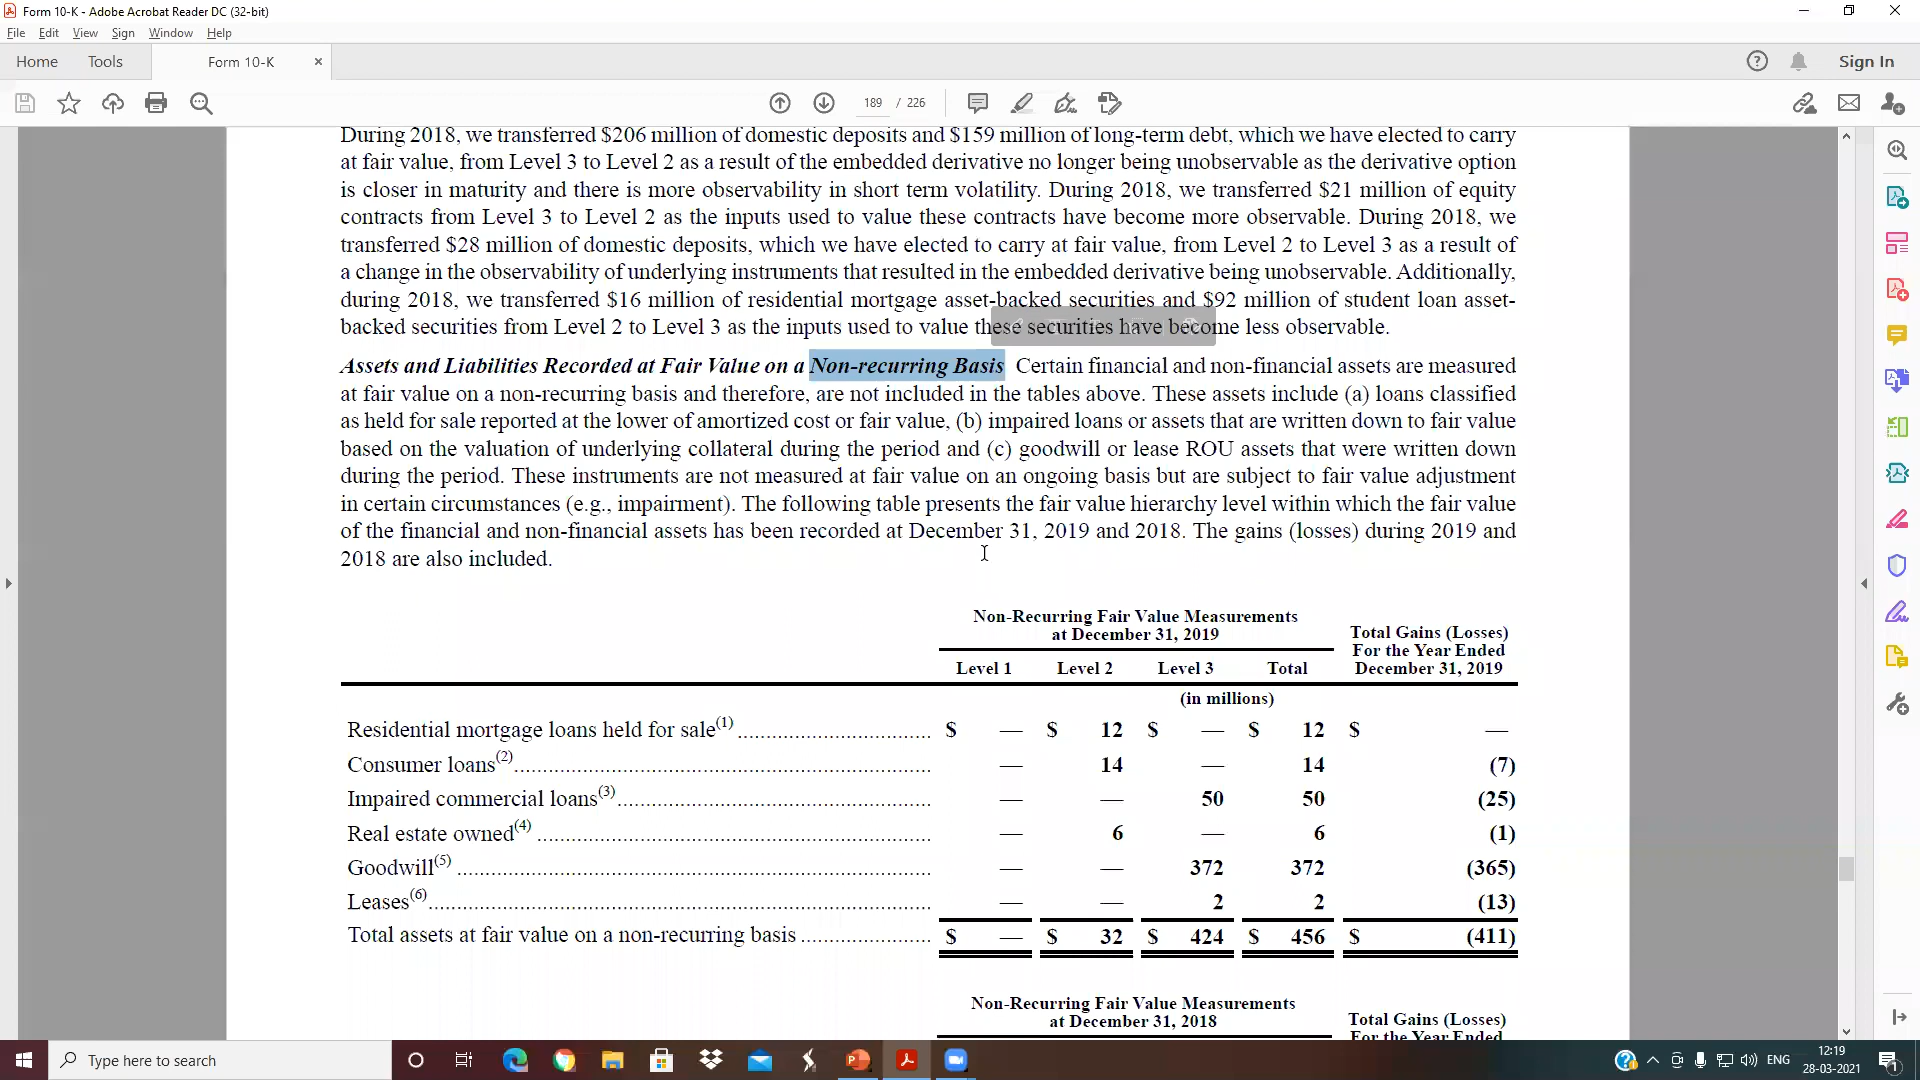 Form 10-K - Adobe Acrobat Reader DC (32-bit)
File Edit View Sign Window Help
Home Tools Form 10-K × Sign In
189 / 226
During 2018, we transferred $206 million of domestic deposits and $159 million of long-term debt, which we have elected to carry
at fair value, from Level 3 to Level 2 as a result of the embedded derivative no longer being unobservable as the derivative option
is closer in maturity and there is more observability in short term volatility. During 2018, we transferred $21 million of equity
contracts from Level 3 to Level 2 as the inputs used to value these contracts have become more observable. During 2018, we
transferred $28 million of domestic deposits, which we have elected to carry at fair value, from Level 2 to Level 3 as a result of
a change in the observability of underlying instruments that resulted in the embedded derivative being unobservable. Additionally,
during 2018, we transferred $16 million of residential mortgage asset-backed securities and $92 million of student loan asset-
backed securities from Level 2 to Level 3 as the inputs used to value these securities have become less observable.
Assets and Liabilities Recorded at Fair Value on a Non-recurring Basis Certain financial and non-financial assets are measured
at fair value on a non-recurring basis and therefore, are not included in the tables above. These assets include (a) loans classified
as held for sale reported at the lower of amortized cost or fair value, (b) impaired loans or assets that are written down to fair value
based on the valuation of underlying collateral during the period and (c) goodwill or lease ROU assets that were written down
during the period. These instruments are not measured at fair value on an ongoing basis but are subject to fair value adjustment
in certain circumstances (e.g., impairment). The following table presents the fair value hierarchy level within which the fair value
of the financial and non-financial assets has been recorded at December 31, 2019 and 2018. The gains (losses) during 2019 and
2018 are also included.
Non-Recurring Fair Value Measurements
at December 31, 2019
Total Gains (Losses)
For the Year Ended
December 31, 2019
Level 1 Level 2 Level 3 Total
(in millions)
Residential mortgage loans held for sale(1) $ — $ 12 $ — $ 12 $ —
Consumer loans(2) — 14 — 14 (7)
Impaired commercial loans(3) — — 50 50 (25)
Real estate owned(4) — 6 — 6 (1)
Goodwill(5) — — 372 372 (365)
Leases(6) — — 2 2 (13)
Total assets at fair value on a non-recurring basis $ — $ 32 $ 424 $ 456 $ (411)
Non-Recurring Fair Value Measurements
at December 31, 2018
Total Gains (Losses)
For the Year Ended
Type here to search
ENG
12:19
28-03-2021